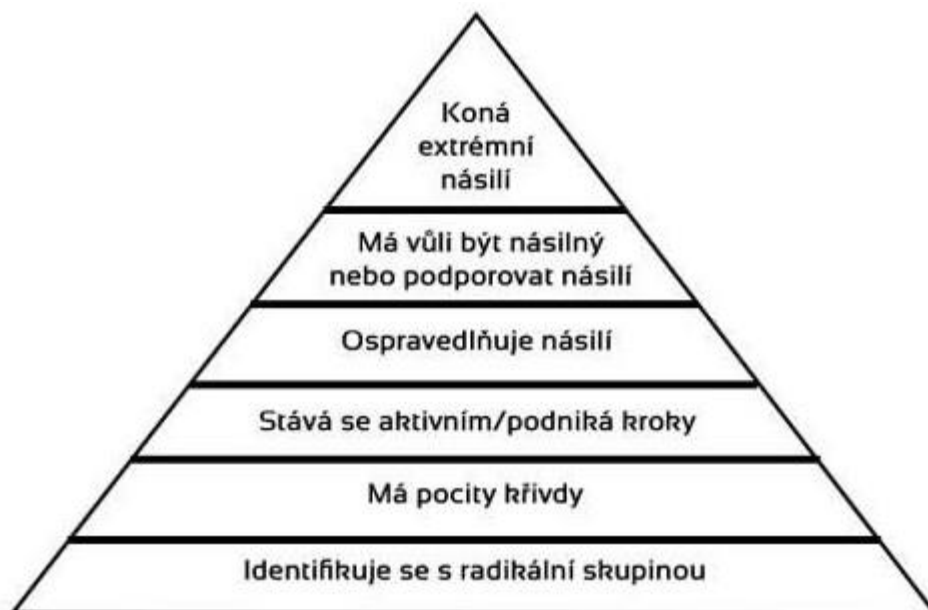 Koná
extrémní
násilí
Má vůli být násilný
nebo podporovat násilí
Ospravedlňuje násilí
Stává se aktivním/podniká kroky
Má pocity křivdy
Identifikuje se s radikální skupinou